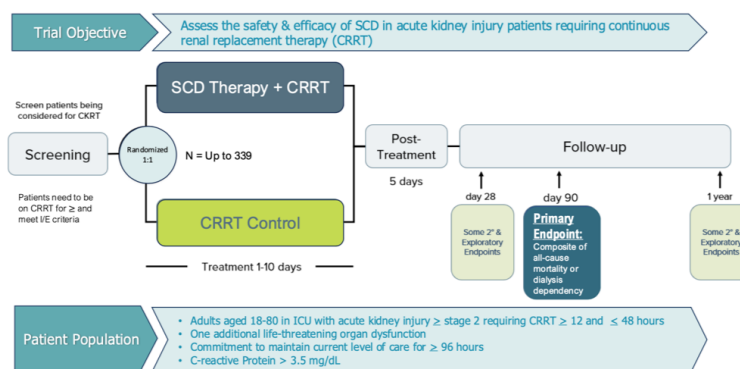 Trial Objective
Assess the safety & efficacy of SCD in acute kidney injury patients requiring continuous
renal replacement therapy (CRRT)
Screen patients being
considered for CKRT
Screening
Patients need to be
on CRRT for ≥ and
meet I/E criteria
Randomized
1:1
SCD Therapy + CRRT
N = Up to 339
CRRT Control
Treatment 1-10 days
Post-
Treatment
5 days
Follow-up
day 28
Some 2° &
Exploratory
Endpoints
day 90
Primary
Endpoint:
Composite of
all-cause
mortality or
dialysis
dependency
1 year
Some 2° &
Exploratory
Endpoints
Patient Population
• Adults aged 18-80 in ICU with acute kidney injury ≥ stage 2 requiring CRRT ≥ 12 and ≤ 48 hours
• One additional life-threatening organ dysfunction
• Commitment to maintain current level of care for ≥ 96 hours
• C-reactive Protein > 3.5 mg/dL